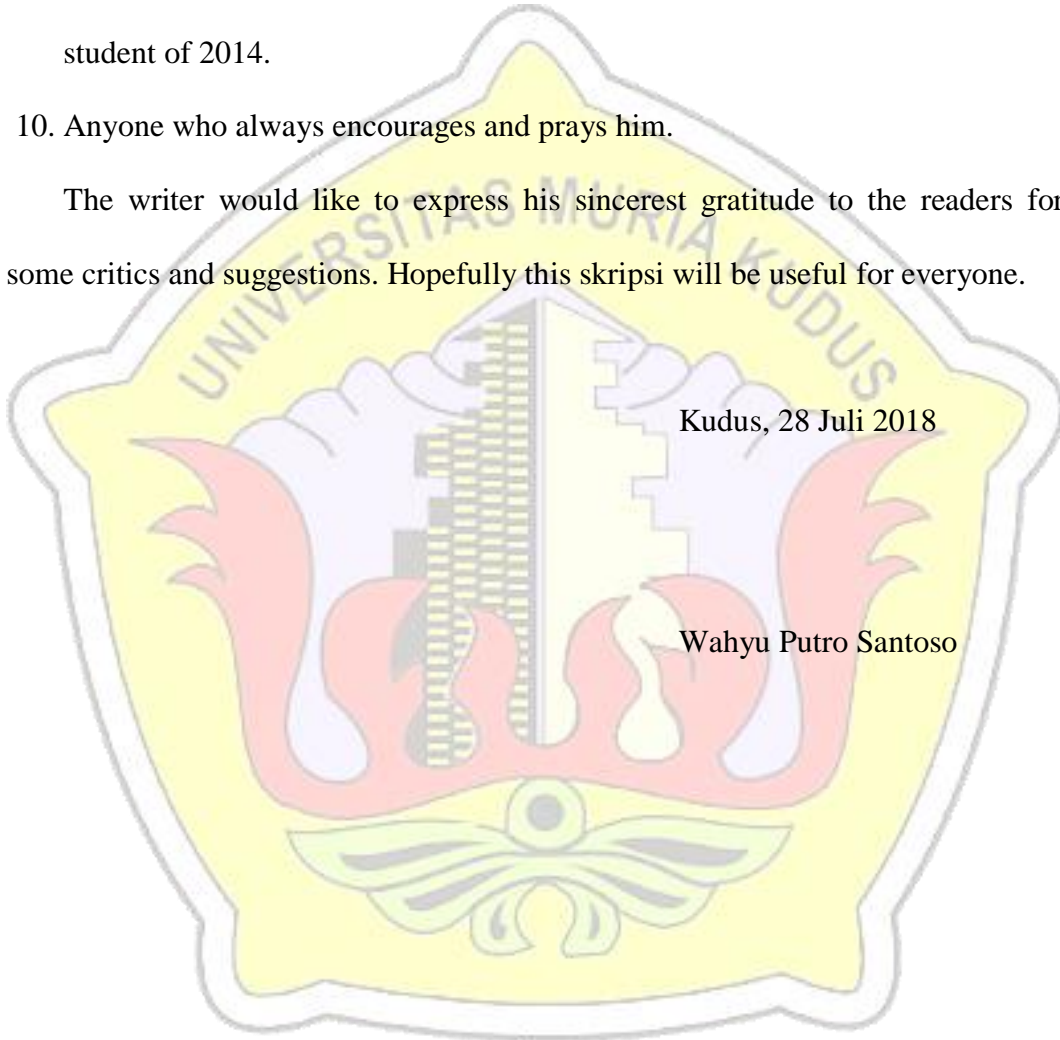 student of 2014.
10. Anyone who always encourages and prays him.
The writer would like to express his sincerest gratitude to the readers for
some critics and suggestions. Hopefully this skripsi will be useful for everyone.
UNIVERSITAS MURIA KUDUS
Kudus, 28 Juli 2018
Wahyu Putro Santoso